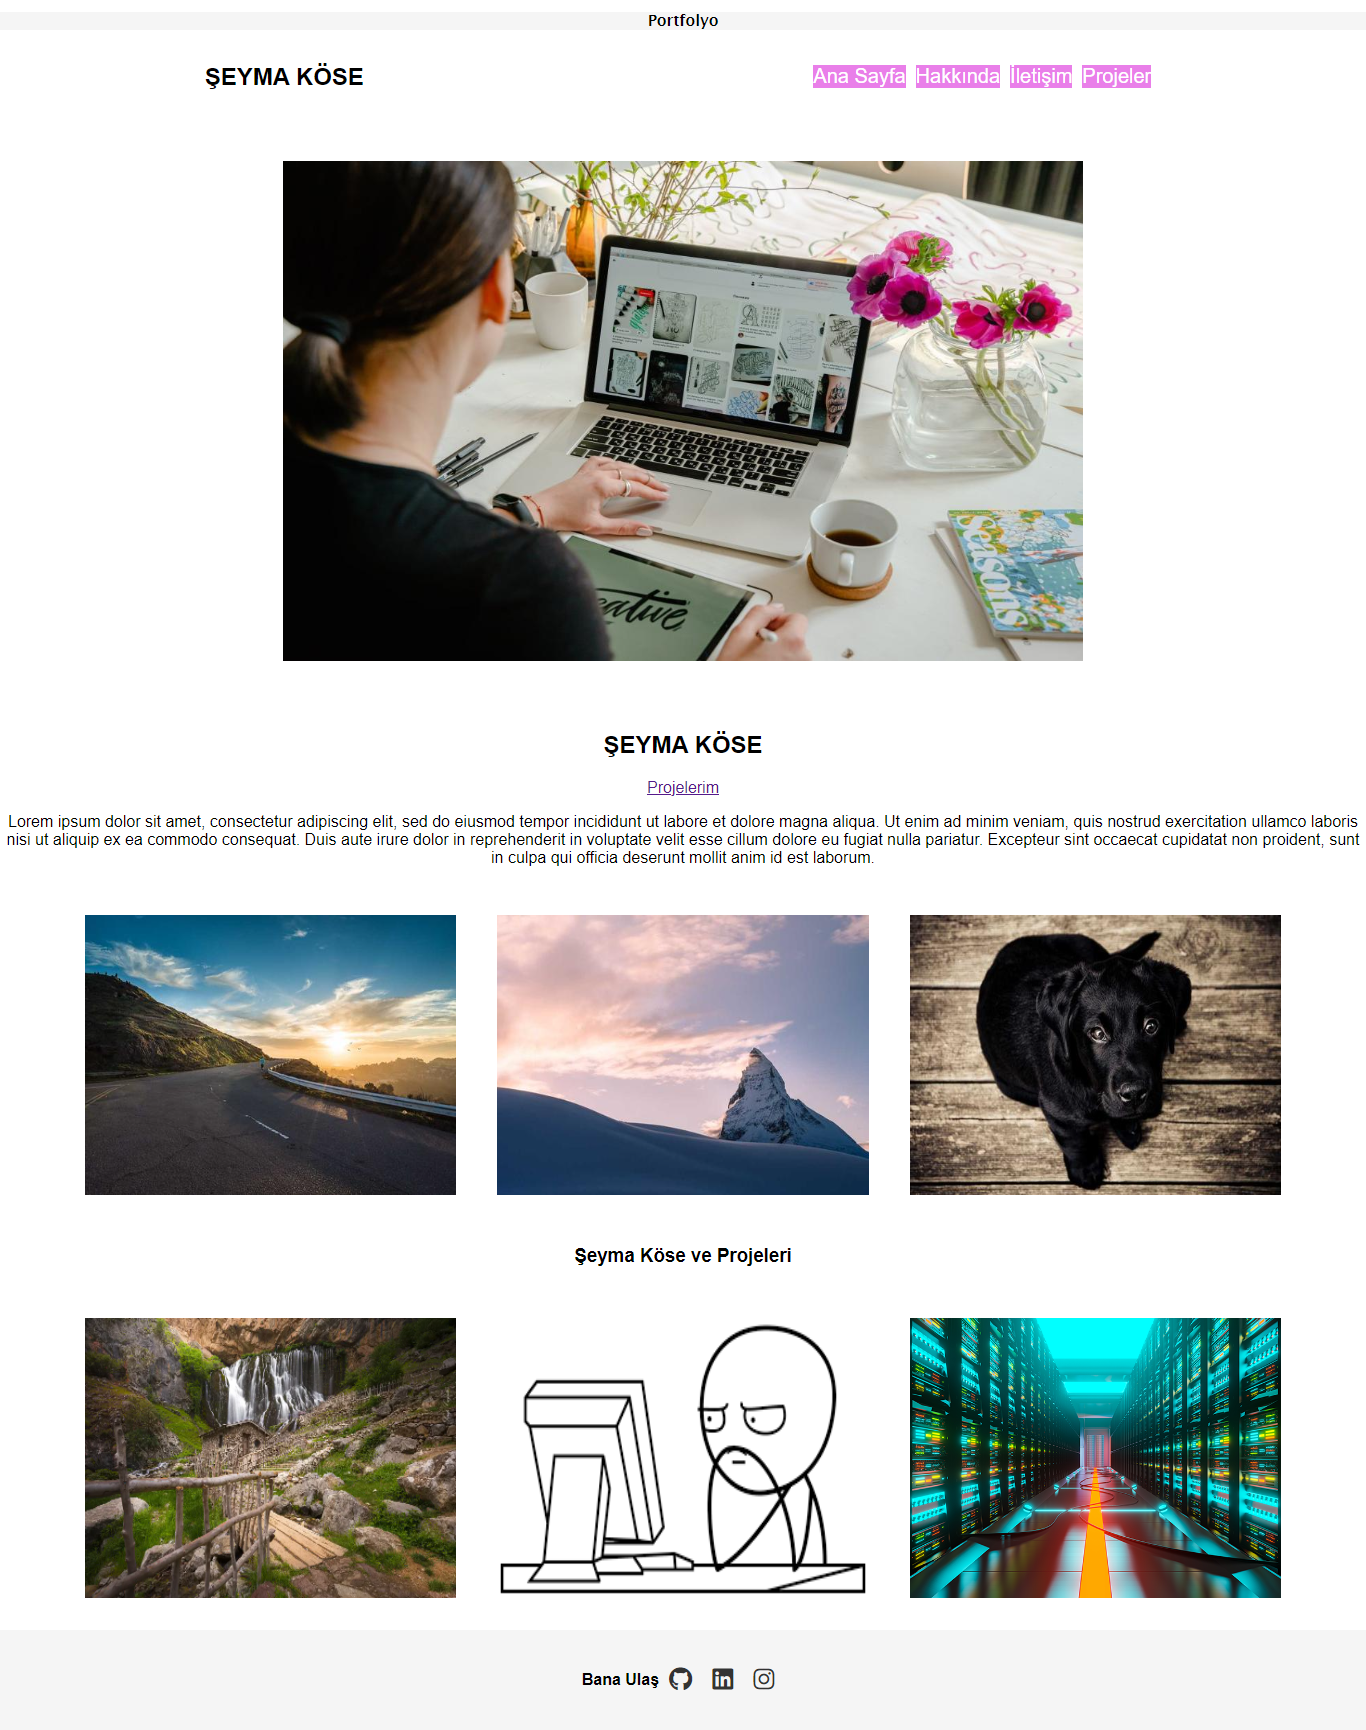 Portfolyo
ŞEYMA KÖSE
Ana Sayfa Hakkında İletişim Projeler
seasons
eative
ŞEYMA KÖSE
Projelerim
Lorem ipsum dolor sit amet, consectetur adipiscing elit, sed do eiusmod tempor incididunt ut labore et dolore magna aliqua. Ut enim ad minim veniam, quis nostrud exercitation ullamco laboris
nisi ut aliquip ex ea commodo consequat. Duis aute irure dolor in reprehenderit in voluptate velit esse cillum dolore eu fugiat nulla pariatur. Excepteur sint occaecat cupidatat non proident, sunt
in culpa qui officia deserunt mollit anim id est laborum.
Şeyma Köse ve Projeleri
Bana Ulaş
in